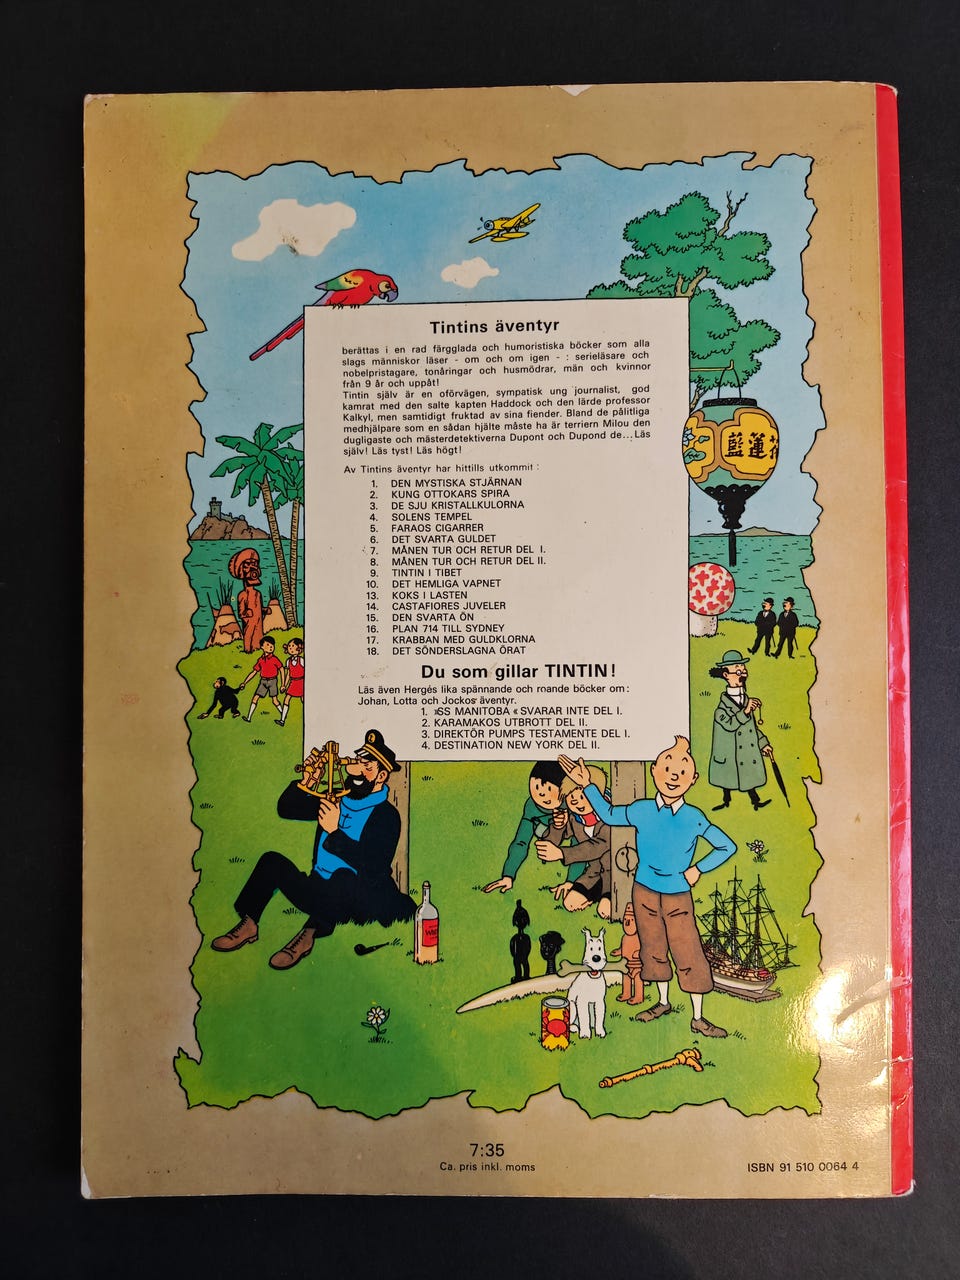 Tintins äventyr
berättas i en rad färgglada och humoristiska böcker som alla
slags människor läser - om och om igen - : serieläsare och
nobelpristagare, tonåringar och husmödrar, män och kvinnor
från 9 år och uppåt!
Tintin själv är en oförvägen, sympatisk ung journalist, god
kamrat med den salte kapten Haddock och den lärde professor
Kalkyl, men samtidigt fruktad av sina fiender. Bland de pålitliga
medhjälpare som en sådan hjälte måste ha är terriern Milou den
dugligaste och mästerdetektiverna Dupont och Dupond de... Läs
själv! Läs tyst! Läs högt!
Av Tintins äventyr har hittills utkommit:
1. DEN MYSTISKA STJÄRNAN
2. KUNG OTTOKARS SPIRA
3. DE SJU KRISTALLKULORNA
4. SOLENS TEMPEL
5. FARAOS CIGARRER
6. DET SVARTA GULDET
7. MÅNEN TUR OCH RETUR DEL I.
8. MÅNEN TUR OCH RETUR DEL II.
9. TINTIN I TIBET
10. DET HEMLIGA VAPNET
13. KOKS I LASTEN
14. CASTAFIORES JUVELER
15. DEN SVARTA ÖN
16. PLAN 714 TILL SYDNEY
17. KRABBAN MED GULDKLORNA
18. DET SÖNDERSLAGNA ÖRAT
Du som gillar TINTIN!
Läs även Hergés lika spännande och roande böcker om:
Johan, Lotta och Jockos äventyr.
1. »SS MANITOBA« SVARAR INTE DEL I.
2. KARAMAKOS UTBROTT DEL II.
3. DIREKTÖR PUMPS TESTAMENTE DEL I.
4. DESTINATION NEW YORK DEL II.
藍蓮花
7:35
Ca. pris inkl. moms
ISBN 91 510 0064 4